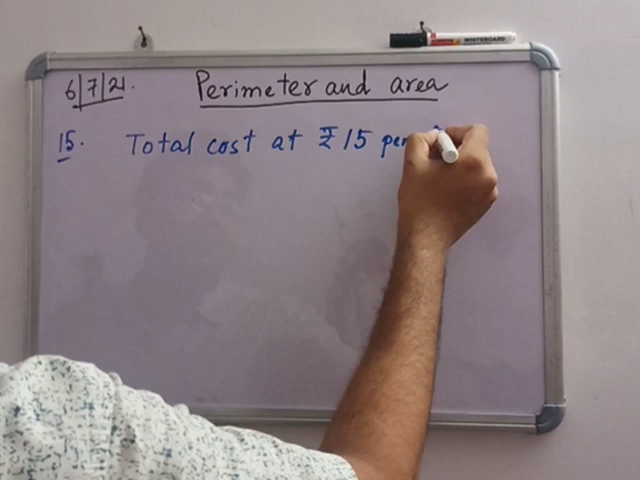 6/7/21.
Perimeter and area
15. Total cost at ₹ 15 per
WHITEBOARD